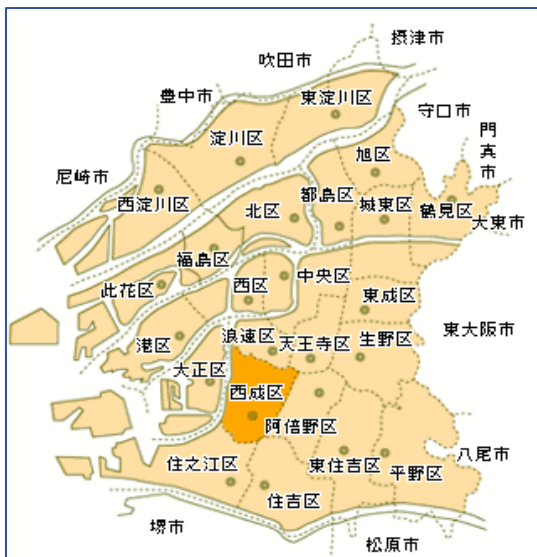 摂津市
吹田市
豊中市
東淀川区
守口市
淀川区
門真市
旭区
尼崎市
西淀川区
都島区
北区
城東区
鶴見区
大東市
福島区
中央区
此花区
西区
東成区
浪速区
天王寺区
生野区
東大阪市
港区
大正区
西成区
阿倍野区
住之江区
東住吉区
平野区
八尾市
住吉区
堺市
松原市